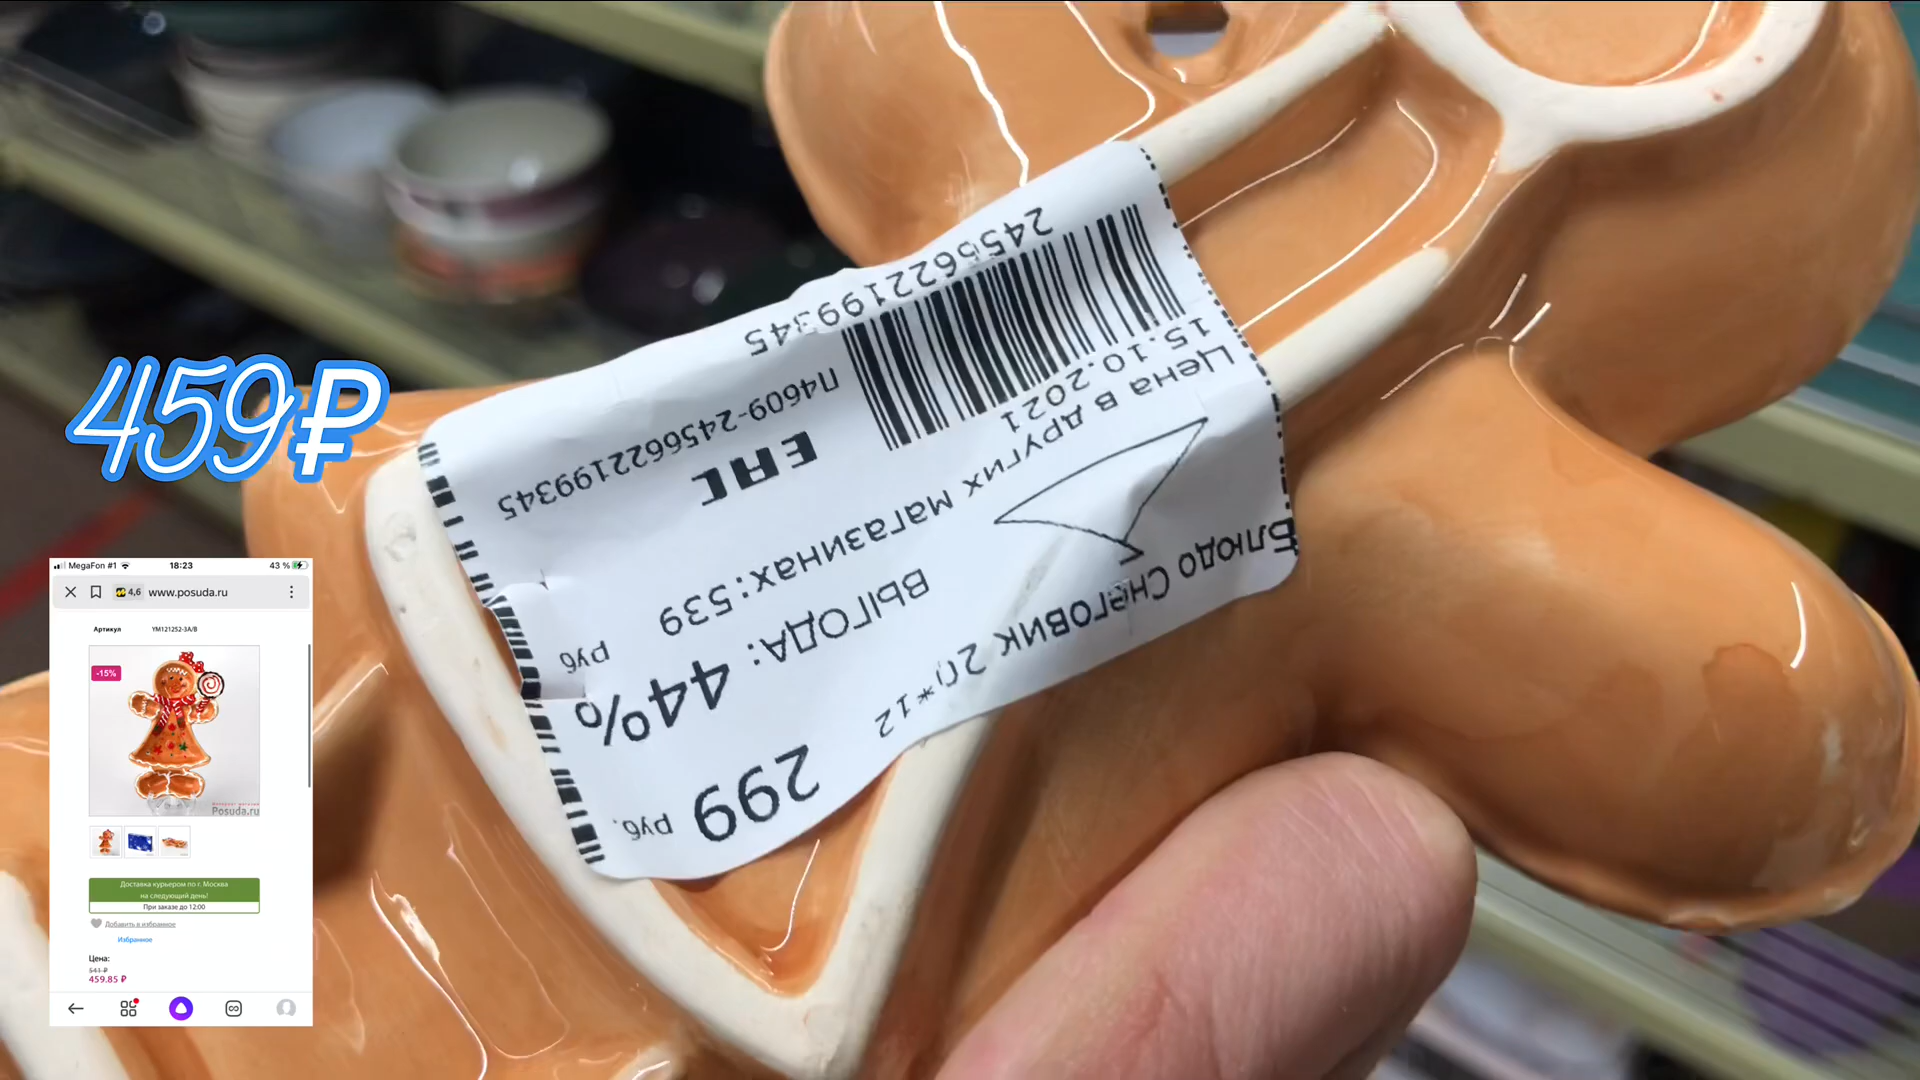 459₽
MegaFon #1
18:23
43 %
4,6
www.posuda.ru
Артикул
YM121252-3A/B
-15%
Posuda.ru
Доставка курьером по г. Москва
на следующий день!
При заказе до 12:00
Добавить в избранное
Избранное
Цена:
541 ₽
459.85 ₽
Блюдо Снеговик 20*12
299 руб.
ВЫГОДА: 44%
Цена в других магазинах: 539 руб
15.10.2021
ЕАС
П4609-2456622199345
2456622199345